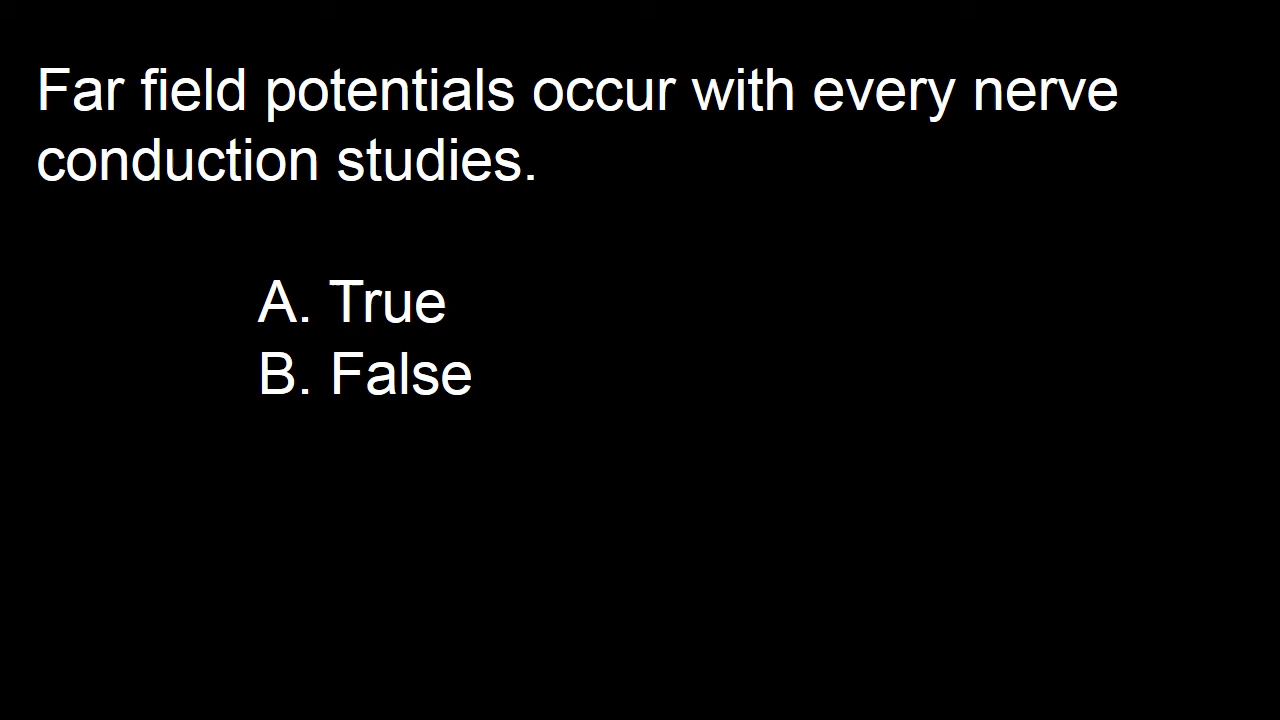 Far field potentials occur with every nerve
conduction studies.
A. True
B. False